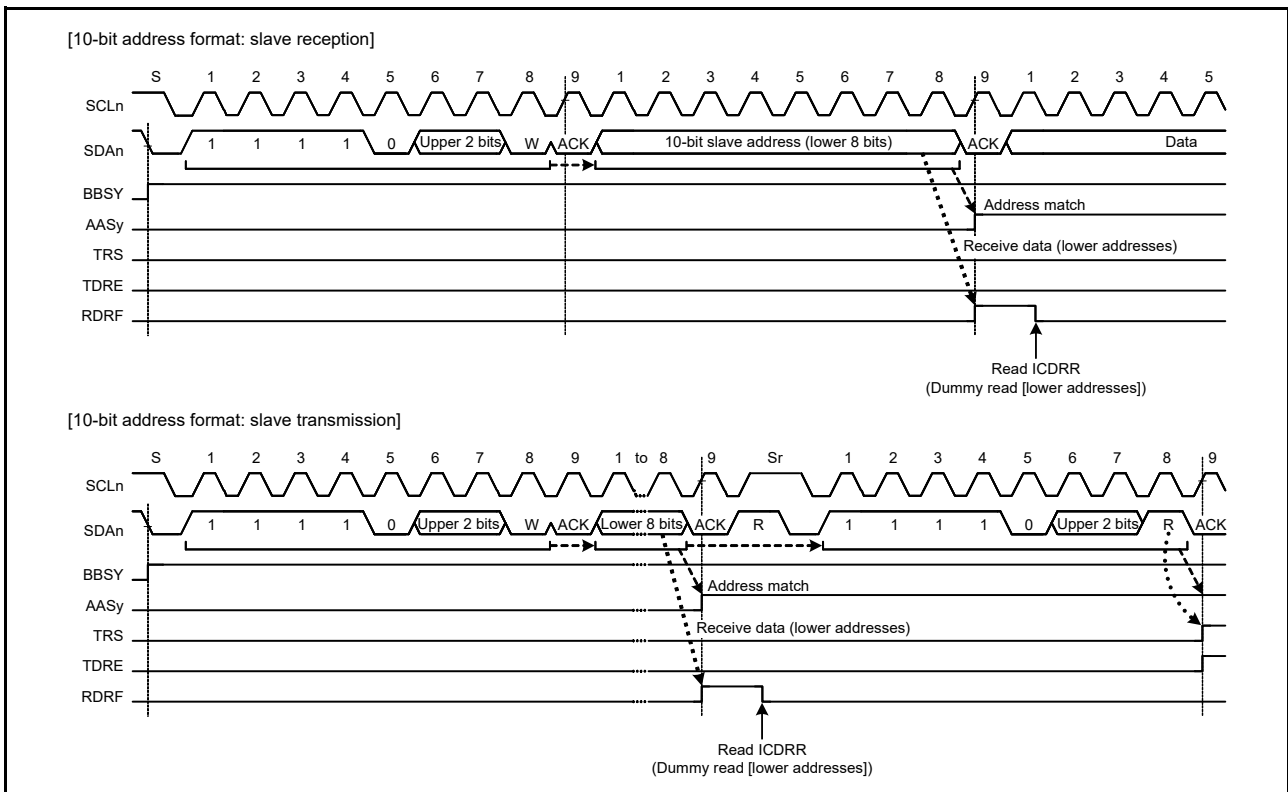 [10-bit address format: slave reception]
S 1 2 3 4 5 6 7 8 9 1 2 3 4 5 6 7 8 9 1 2 3 4 5
SCLn
SDAn 1 1 1 1 0 Upper 2 bits W ACK 10-bit slave address (lower 8 bits) ACK Data
BBSY
Address match
AASy
Receive data (lower addresses)
TRS
TDRE
RDRF
Read ICDRR
(Dummy read [lower addresses])
[10-bit address format: slave transmission]
S 1 2 3 4 5 6 7 8 9 1 to 8 9 Sr 1 2 3 4 5 6 7 8 9
SCLn
SDAn 1 1 1 1 0 Upper 2 bits W ACK Lower 8 bits ACK R 1 1 1 1 0 Upper 2 bits R ACK
BBSY
Address match
AASy
Receive data (lower addresses)
TRS
TDRE
RDRF
Read ICDRR
(Dummy read [lower addresses])